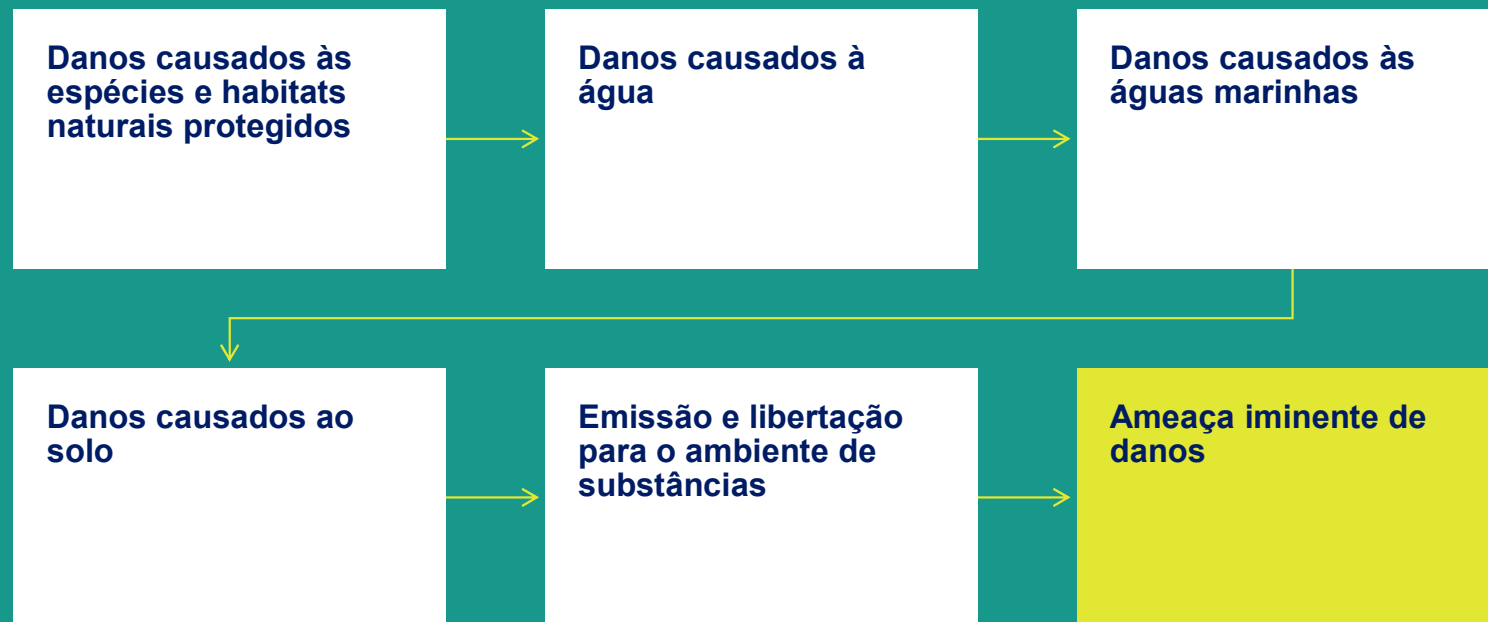 Danos causados às
espécies e habitats
naturais protegidos
Danos causados à
água
Danos causados às
águas marinhas
Danos causados ao
solo
Emissão e libertação
para o ambiente de
substâncias
Ameaça iminente de
danos